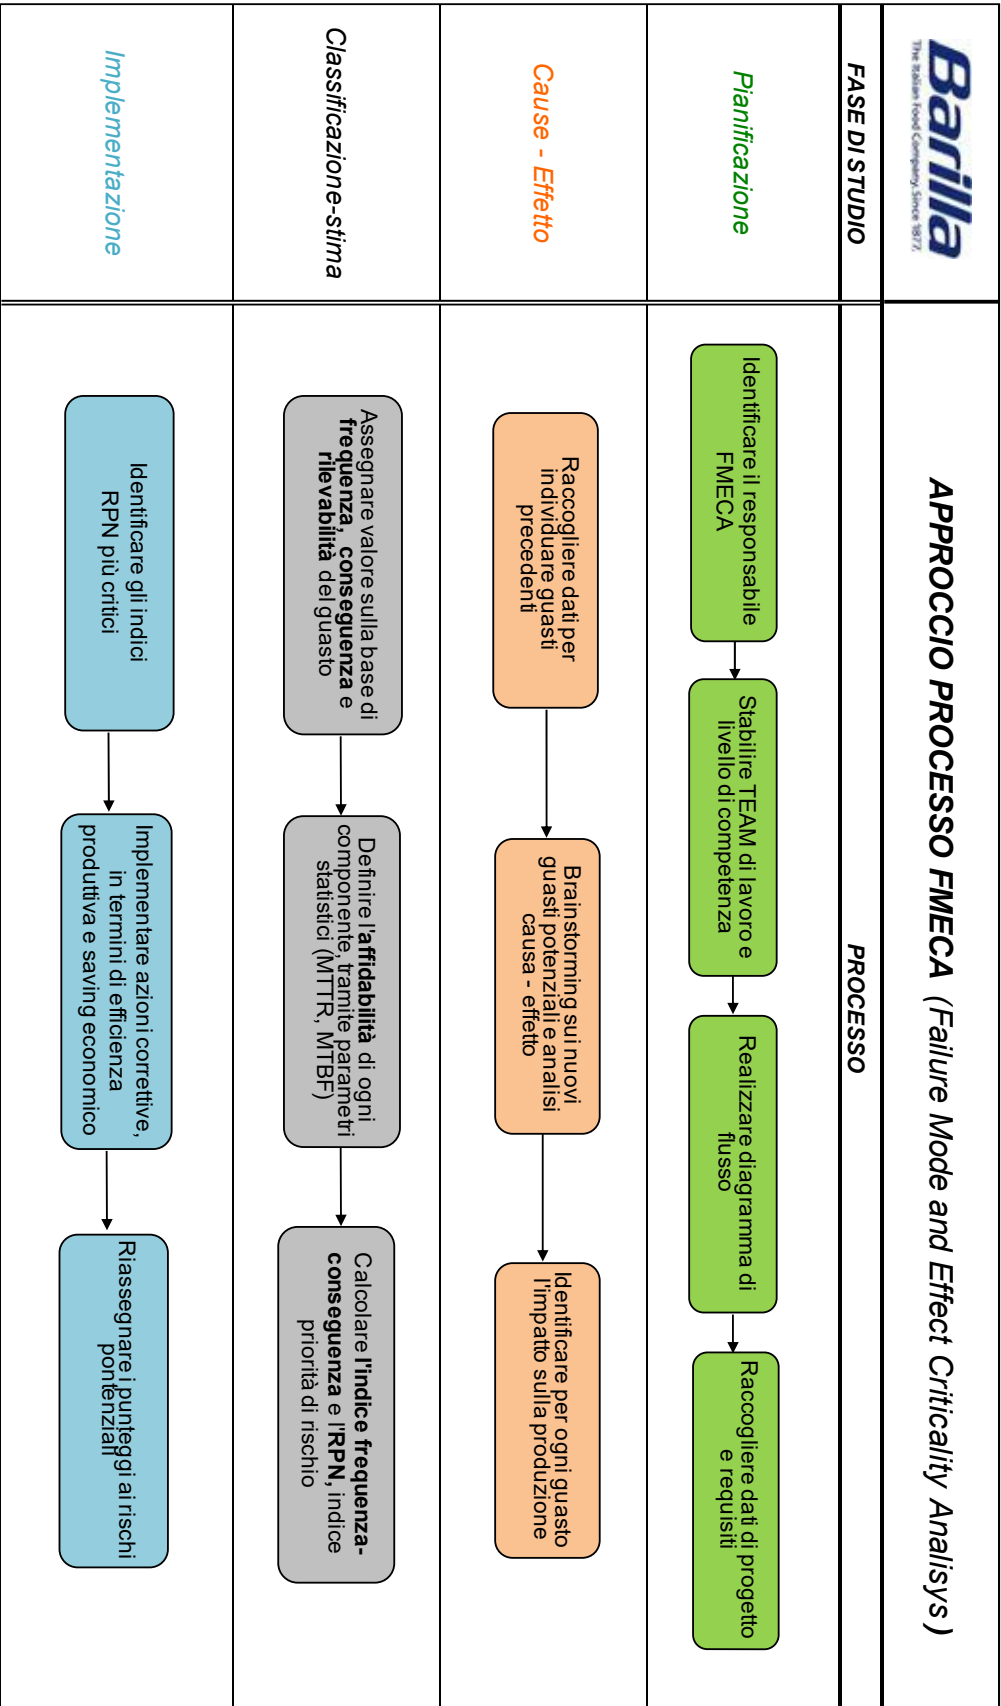 Barilla
The Italian Food Company. Since 1877.
APPROCCIO PROCESSO FMECA (Failure Mode and Effect Criticality Analisys)
FASE DI STUDIO
PROCESSO
Pianificazione
Identificare il responsabile
FMECA
Stabilire TEAM di lavoro e
livello di competenza
Realizzare diagramma di
flusso
Raccogliere dati di progetto
e requisiti
Cause - Effetto
Raccogliere dati per
individuare guasti
precedenti
Brainstorming sui nuovi
guasti potenziali e analisi
causa - effetto
Identificare per ogni guasto
l'impatto sulla produzione
Classificazione-stima
Assegnare valore sulla base di
frequenza, conseguenza e
rilevabilità del guasto
Definire l'affidabilità di ogni
componente, tramite parametri
statistici (MTTR, MTBF)
Calcolare l'indice frequenza-
conseguenza e l'RPN, indice
priorità di rischio
Implementazione
Identificare gli indici
RPN più critici
Implementare azioni correttive,
in termini di efficienza
produttiva e saving economico
Riassegnare i punteggi ai rischi
pontenziali